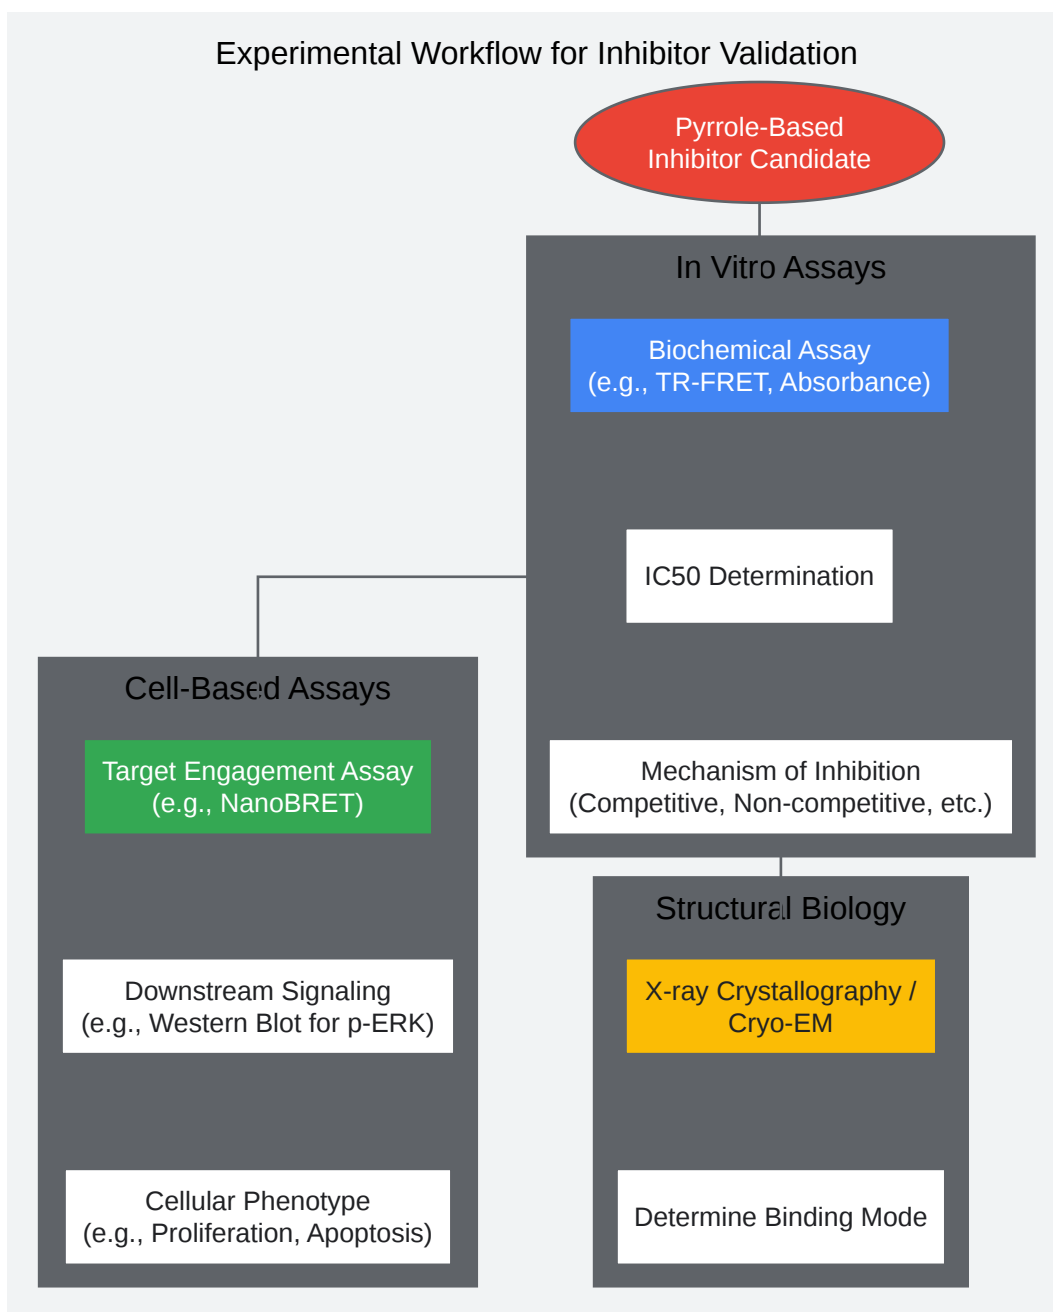 Experimental Workflow for Inhibitor Validation
Pyrrole-Based
Inhibitor Candidate
In Vitro Assays
Biochemical Assay
(e.g., TR-FRET, Absorbance)
IC50 Determination
Mechanism of Inhibition
(Competitive, Non-competitive, etc.)
Cell-Based Assays
Target Engagement Assay
(e.g., NanoBRET)
Downstream Signaling
(e.g., Western Blot for p-ERK)
Cellular Phenotype
(e.g., Proliferation, Apoptosis)
Structural Biology
X-ray Crystallography /
Cryo-EM
Determine Binding Mode